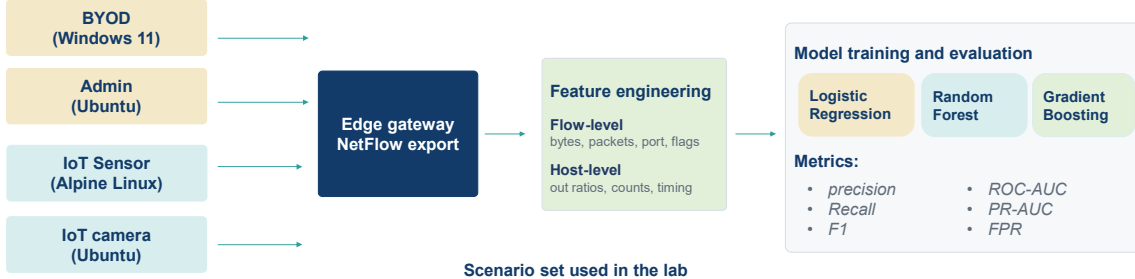 BYOD
(Windows 11)
Admin
(Ubuntu)
IoT Sensor
(Alpine Linux)
IoT camera
(Ubuntu)
Edge gateway
NetFlow export
Feature engineering
Flow-level
bytes, packets, port, flags
Host-level
out ratios, counts, timing
Model training and evaluation
Logistic
Regression
Random
Forest
Gradient
Boosting
Metrics:
• precision
• Recall
• F1
• ROC-AUC
• PR-AUC
• FPR
Scenario set used in the lab